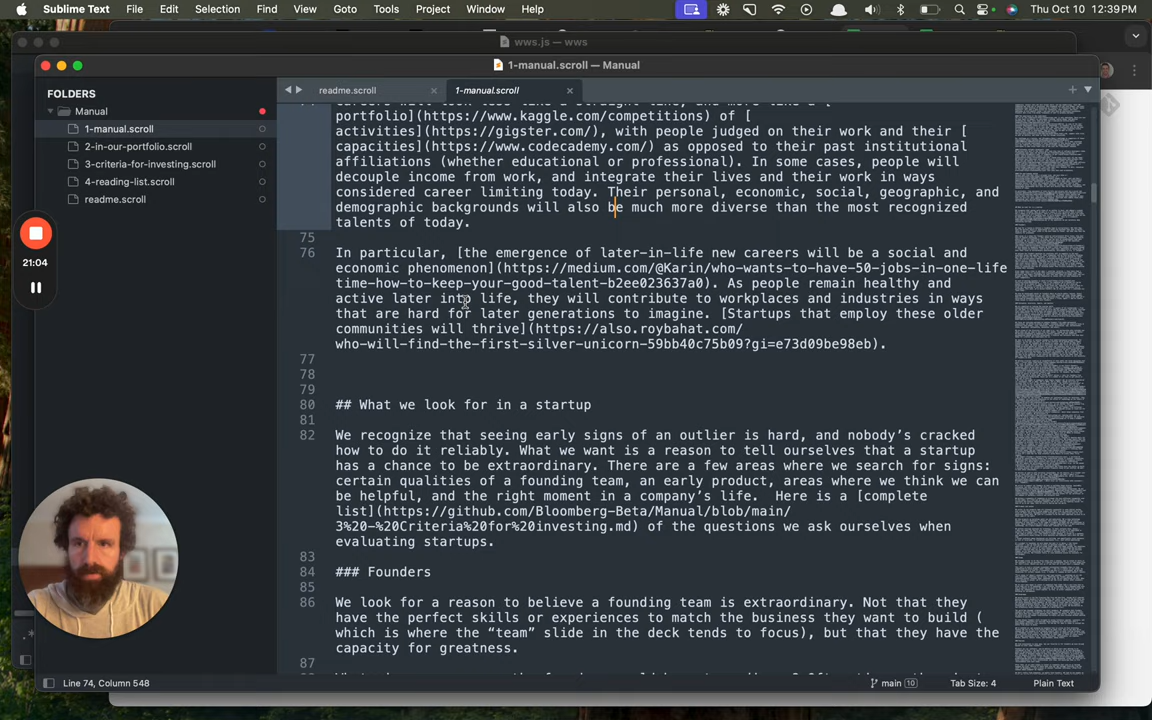 Sublime Text File Edit Selection Find View Goto Tools Project Window Help Thu Oct 10 12:39 PM
wws.js — wws
1-manual.scroll — Manual
FOLDERS
Manual
1-manual.scroll
2-in-our-portfolio.scroll
3-criteria-for-investing.scroll
4-reading-list.scroll
readme.scroll
21:04
readme.scroll
1-manual.scroll
portfolio](https://www.kaggle.com/competitions) of [
activities](https://gigster.com/), with people judged on their work and their [
capacities](https://www.codecademy.com/) as opposed to their past institutional
affiliations (whether educational or professional). In some cases, people will
decouple income from work, and integrate their lives and their work in ways
considered career limiting today. Their personal, economic, social, geographic, and
demographic backgrounds will also be much more diverse than the most recognized
talents of today.
75
76 In particular, [the emergence of later-in-life new careers will be a social and
economic phenomenon](https://medium.com/@Karin/who-wants-to-have-50-jobs-in-one-life
time-how-to-keep-your-good-talent-b2ee023637a0). As people remain healthy and
active later into life, they will contribute to workplaces and industries in ways
that are hard for later generations to imagine. [Startups that employ these older
communities will thrive](https://also.roybahat.com/
who-will-find-the-first-silver-unicorn-59bb40c75b09?gi=e73d09be98eb).
77
78
79
80 ## What we look for in a startup
81
82 We recognize that seeing early signs of an outlier is hard, and nobody’s cracked
how to do it reliably. What we want is a reason to tell ourselves that a startup
has a chance to be extraordinary. There are a few areas where we search for signs:
certain qualities of a founding team, an early product, areas where we think we can
be helpful, and the right moment in a company’s life.  Here is a [complete
list](https://github.com/Bloomberg-Beta/Manual/blob/main/
3%20-%20Criteria%20for%20investing.md) of the questions we ask ourselves when
evaluating startups.
83
84 ### Founders
85
86 We look for a reason to believe a founding team is extraordinary. Not that they
have the perfect skills or experiences to match the business they want to build (
which is where the “team” slide in the deck tends to focus), but that they have the
capacity for greatness.
87
Line 74, Column 548
main 10
Tab Size: 4
Plain Text